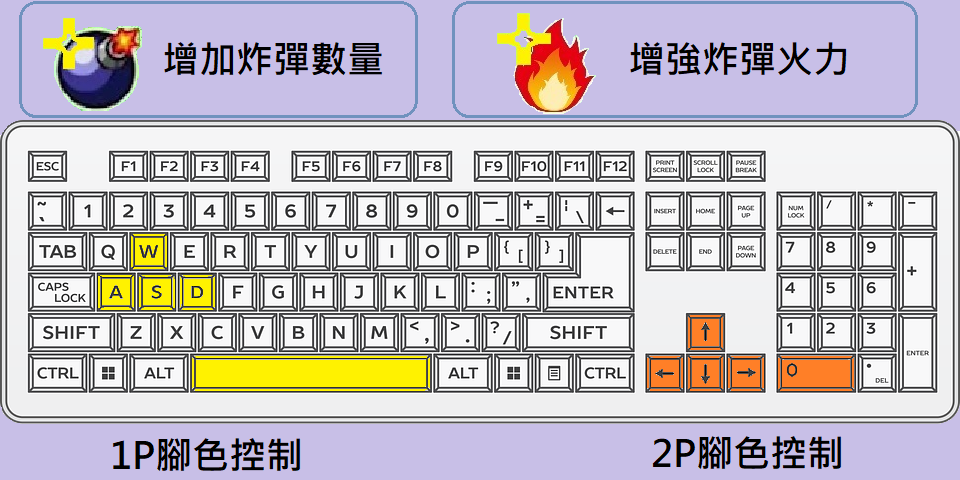 增加炸彈數量
增強炸彈火力
ESC F1 F2 F3 F4 F5 F6 F7 F8 F9 F10 F11 F12 PRINT SCREEN SCROLL LOCK PAUSE BREAK
~ ` 1 2 3 4 5 6 7 8 9 0 — _ + = ¦ \ ← INSERT HOME PAGE UP NUM LOCK / * -
TAB Q W E R T Y U I O P { [ } ] DELETE END PAGE DOWN 7 8 9 +
CAPS LOCK A S D F G H J K L : ; " , ENTER 4 5 6
SHIFT Z X C V B N M < , > . ? / SHIFT ↑ 1 2 3 ENTER
CTRL ALT ALT CTRL ← ↓ → 0 . DEL
1P腳色控制
2P腳色控制